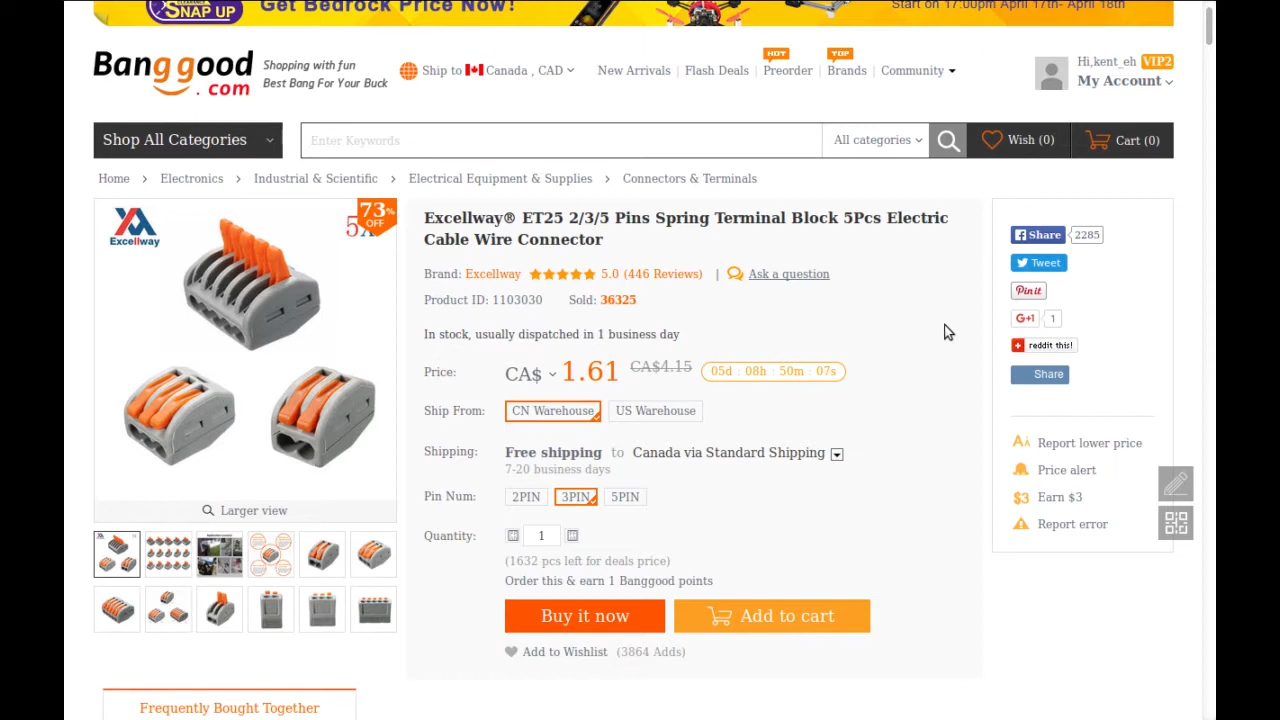 SNAP UP
Get Bedrock Price Now!
Start on 17:00pm April 17th- April 18th
Banggood
.com
Shopping with fun
Best Bang For Your Buck
Ship to Canada , CAD
New Arrivals | Flash Deals | Preorder | Brands | Community
HOT
TOP
Hi,kent_eh VIP2
My Account
Shop All Categories
Enter Keywords
All categories
Wish (0)
Cart (0)
Home > Electronics > Industrial & Scientific > Electrical Equipment & Supplies > Connectors & Terminals
Excellway
73%
OFF
Larger view
Excellway® ET25 2/3/5 Pins Spring Terminal Block 5Pcs Electric
Cable Wire Connector
Brand: Excellway 5.0 (446 Reviews) | Ask a question
Product ID: 1103030 Sold: 36325
In stock, usually dispatched in 1 business day
Price: CA$ 1.61 CA$4.15 05d : 08h : 50m : 07s
Ship From: CN Warehouse US Warehouse
Shipping: Free shipping to Canada via Standard Shipping
7-20 business days
Pin Num: 2PIN 3PIN 5PIN
Quantity: 1
(1632 pcs left for deals price)
Order this & earn 1 Banggood points
Buy it now
Add to cart
Add to Wishlist (3864 Adds)
Share 2285
Tweet
Pin it
G+1 1
reddit this!
Share
Report lower price
Price alert
$3 Earn $3
Report error
Frequently Bought Together